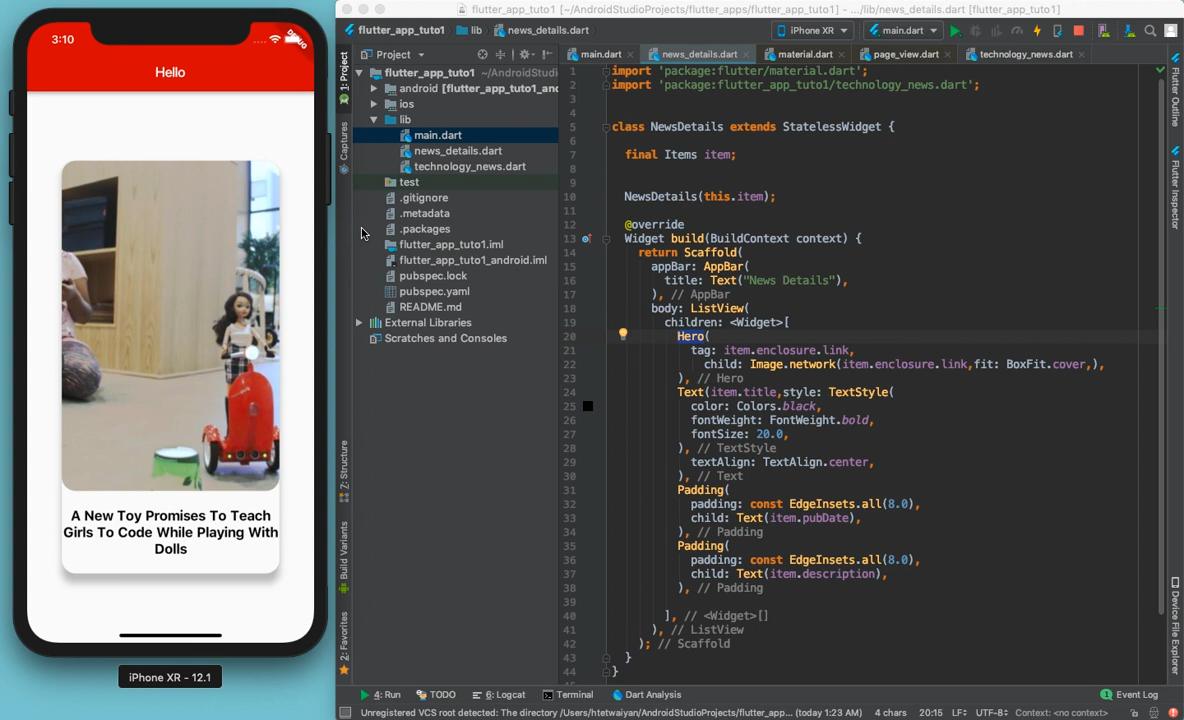 flutter_app_tuto1 [~/AndroidStudioProjects/flutter_apps/flutter_app_tuto1] - .../lib/news_details.dart [flutter_app_tuto1]
flutter_app_tuto1
lib
news_details.dart
iPhone XR
main.dart
3:10
Hello
A New Toy Promises To Teach
Girls To Code While Playing With
Dolls
iPhone XR - 12.1
1: Project
Captures
7: Structure
Build Variants
2: Favorites
Project
flutter_app_tuto1 ~/AndroidStudi
android [flutter_app_tuto1_an
ios
lib
main.dart
news_details.dart
technology_news.dart
test
.gitignore
.metadata
.packages
flutter_app_tuto1.iml
flutter_app_tuto1_android.iml
pubspec.lock
pubspec.yaml
README.md
External Libraries
Scratches and Consoles
main.dart
news_details.dart
material.dart
page_view.dart
technology_news.dart
1 import 'package:flutter/material.dart';
2 import 'package:flutter_app_tuto1/technology_news.dart';
3
4
5 class NewsDetails extends StatelessWidget {
6
7 final Items item;
8
9
10 NewsDetails(this.item);
11
12 @override
13 Widget build(BuildContext context) {
14 return Scaffold(
15 appBar: AppBar(
16 title: Text("News Details"),
17 ), // AppBar
18 body: ListView(
19 children: <Widget>[
20 Hero(
21 tag: item.enclosure.link,
22 child: Image.network(item.enclosure.link,fit: BoxFit.cover,),
23 ), // Hero
24 Text(item.title,style: TextStyle(
25 color: Colors.black,
26 fontWeight: FontWeight.bold,
27 fontSize: 20.0,
28 ), // TextStyle
29 textAlign: TextAlign.center,
30 ), // Text
31 Padding(
32 padding: const EdgeInsets.all(8.0),
33 child: Text(item.pubDate),
34 ), // Padding
35 Padding(
36 padding: const EdgeInsets.all(8.0),
37 child: Text(item.description),
38 ), // Padding
39
40 ], // <Widget>[]
41 ), // ListView
42 ); // Scaffold
43 }
44 }
Flutter Outline
Flutter Inspector
Device File Explorer
4: Run
TODO
6: Logcat
Terminal
Dart Analysis
1 Event Log
Unregistered VCS root detected: The directory /Users/htetwaiyan/AndroidStudioProjects/flutter_app... (today 1:23 AM)
4 chars
20:15
LF÷
UTF-8÷
Context: <no context>